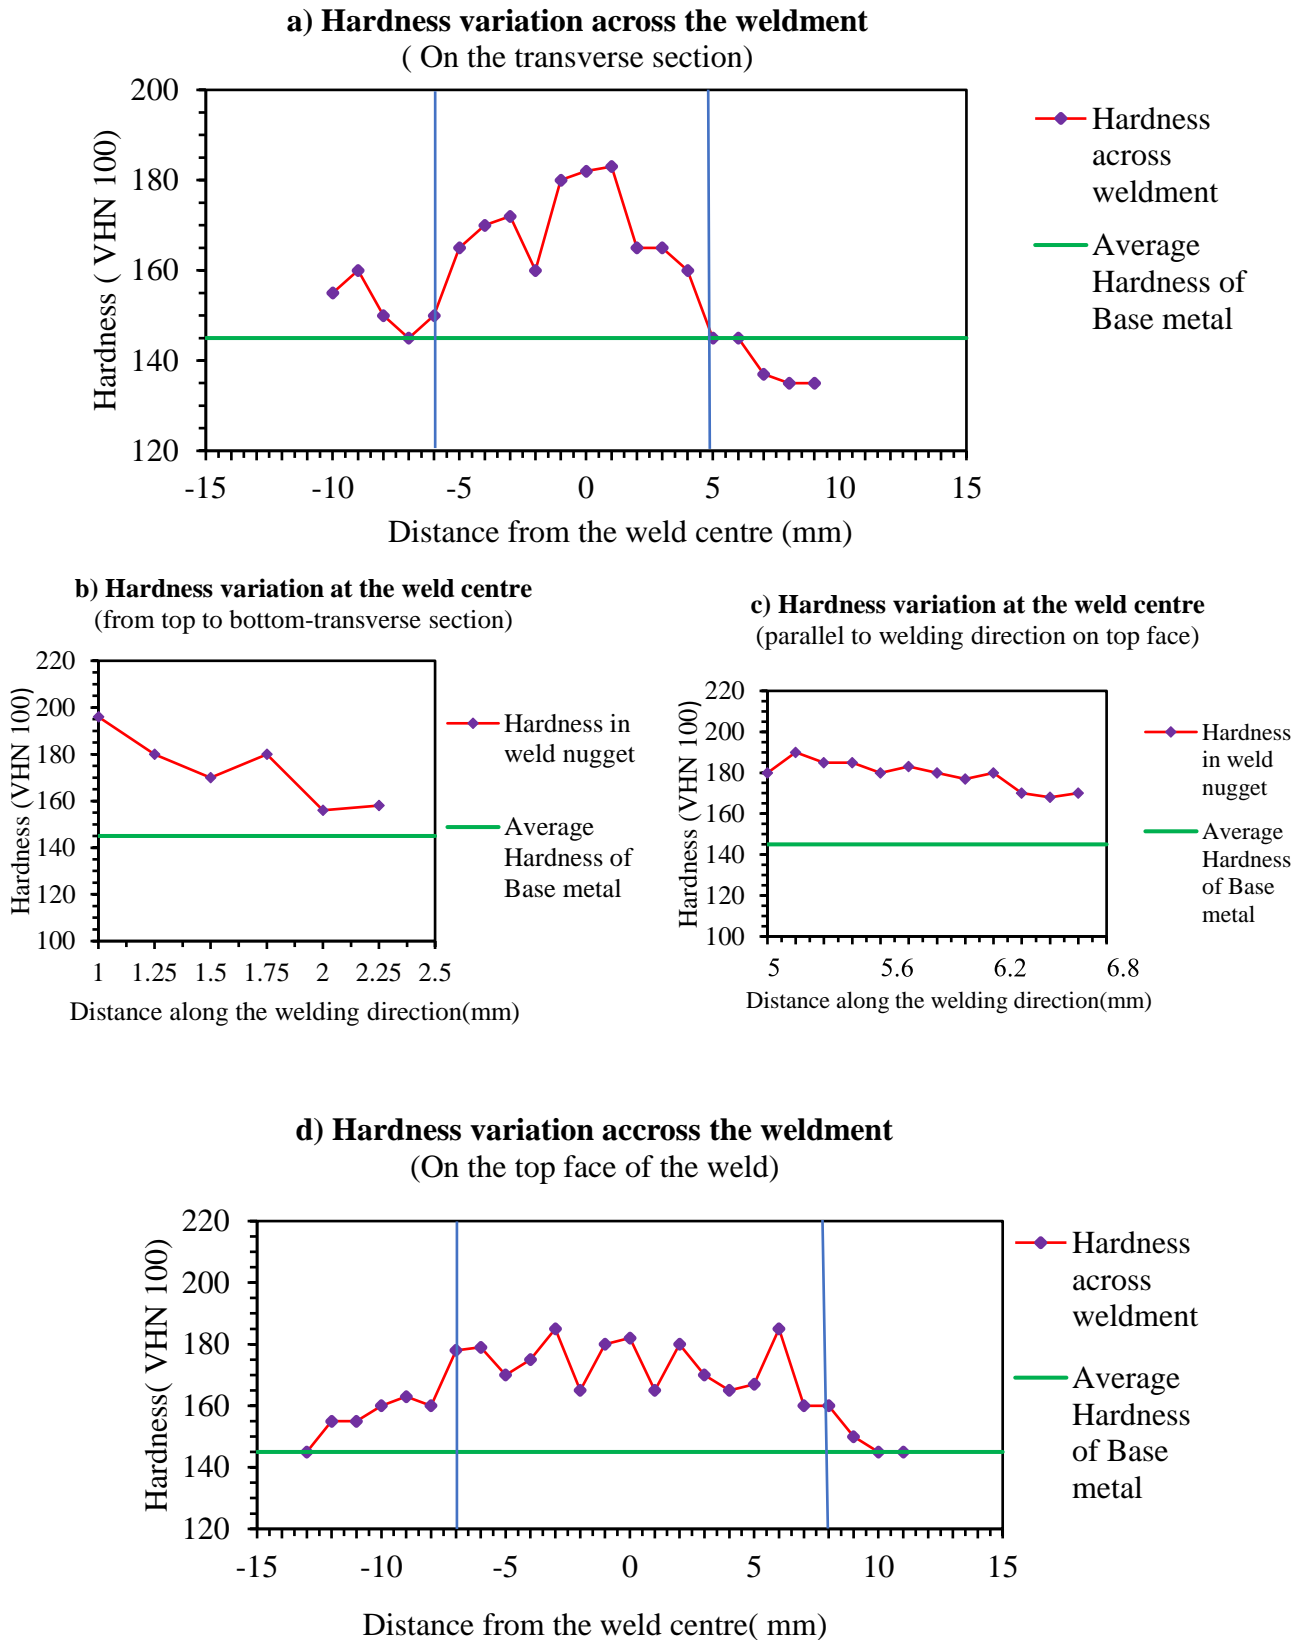 a) Hardness variation across the weldment
( On the transverse section)
200
180
160
140
120
Hardness ( VHN 100)
-15 -10 -5 0 5 10 15
Distance from the weld centre (mm)
Hardness
across
weldment
Average
Hardness of
Base metal
b) Hardness variation at the weld centre
(from top to bottom-transverse section)
220
200
180
160
140
120
100
Hardness (VHN 100)
1 1.25 1.5 1.75 2 2.25 2.5
Distance along the welding direction(mm)
Hardness in
weld nugget
Average
Hardness of
Base metal
c) Hardness variation at the weld centre
(parallel to welding direction on top face)
220
200
180
160
140
120
100
Hardness (VHN 100)
5 5.6 6.2 6.8
Distance along the welding direction(mm)
Hardness
in weld
nugget
Average
Hardness
of Base
metal
d) Hardness variation accross the weldment
(On the top face of the weld)
220
200
180
160
140
120
Hardness( VHN 100)
-15 -10 -5 0 5 10 15
Distance from the weld centre( mm)
Hardness
across
weldment
Average
Hardness
of Base
metal